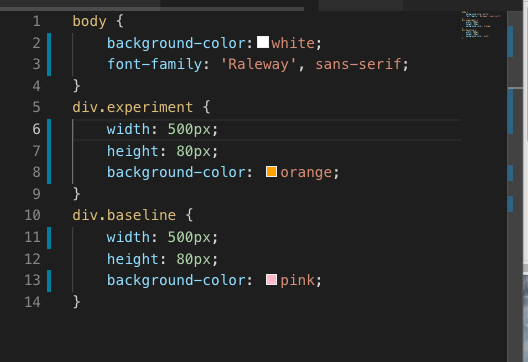 1 body {
2 background-color: white;
3 font-family: 'Raleway', sans-serif;
4 }
5 div.experiment {
6 width: 500px;
7 height: 80px;
8 background-color: orange;
9 }
10 div.baseline {
11 width: 500px;
12 height: 80px;
13 background-color: pink;
14 }